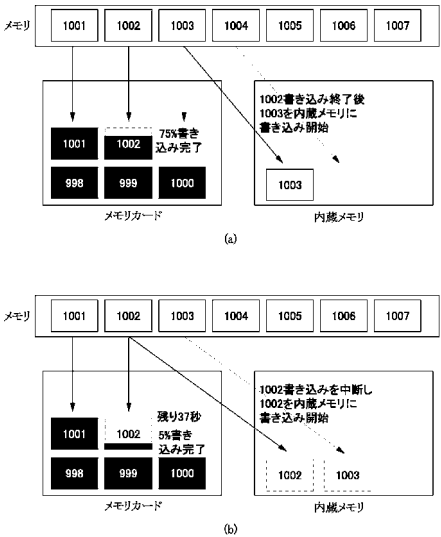 メモリ 1001 1002 1003 1004 1005 1006 1007
1002書き込み終了後
1003を内蔵メモリに
書き込み開始
75%書き
込み完了
1001 1002
998 999 1000
1003
メモリカード
内蔵メモリ
(a)
メモリ 1001 1002 1003 1004 1005 1006 1007
1002書き込みを中断し
1002を内蔵メモリに
書き込み開始
残り37秒
5%書き
込み完了
1001 1002
998 999 1000
1002 1003
メモリカード
内蔵メモリ
(b)